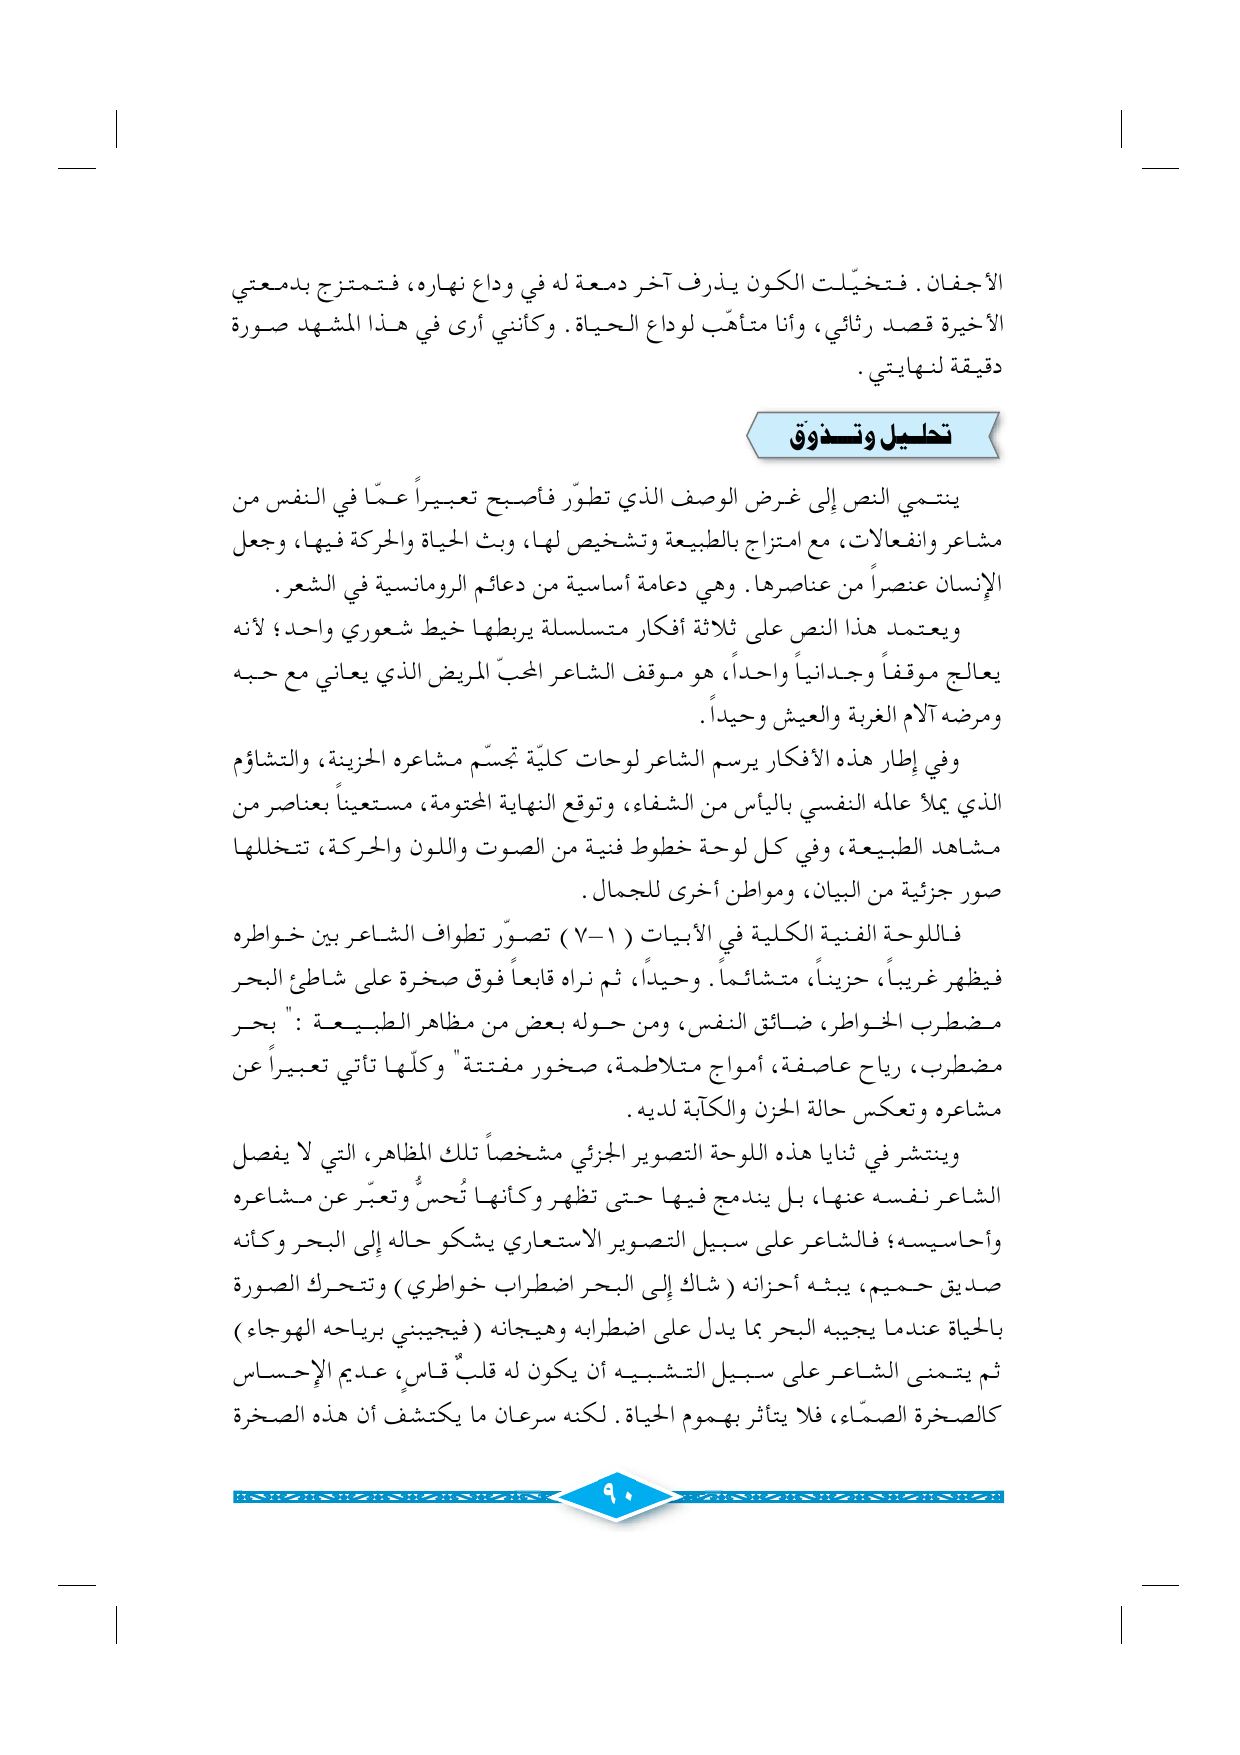 الأجفان. فتخيّلت الكون يذرف آخر دمعة له في وداع نهاره، فتمتزج بدمعتي
الأخيرة قصد رثائي، وأنا متأهّب لوداع الحياة. وكأنني أرى في هذا المشهد صورة
دقيقة لنهايتي.
تحليل وتذوّق
ينتمي النص إِلى غرض الوصف الذي تطوّر فأصبح تعبيراً عمّا في النفس من
مشاعر وانفعالات، مع امتزاج بالطبيعة وتشخيص لها، وبث الحياة والحركة فيها، وجعل
الإِنسان عنصراً من عناصرها. وهي دعامة أساسية من دعائم الرومانسية في الشعر.
ويعتمد هذا النص على ثلاثة أفكار متسلسلة يربطها خيط شعوري واحد؛ لأنه
يعالج موقفاً وجدانياً واحداً، هو موقف الشاعر المحبّ المريض الذي يعاني مع حبه
ومرضه آلام الغربة والعيش وحيداً.
وفي إِطار هذه الأفكار يرسم الشاعر لوحات كليّة تجسّم مشاعره الحزينة، والتشاؤم
الذي يملأ عالمه النفسي باليأس من الشفاء، وتوقع النهاية المحتومة، مستعيناً بعناصر من
مشاهد الطبيعة، وفي كل لوحة خطوط فنية من الصوت واللون والحركة، تتخللها
صور جزئية من البيان، ومواطن أخرى للجمال.
فاللوحة الفنية الكلية في الأبيات (١–٧) تصوّر تطواف الشاعر بين خواطره
فيظهر غريباً، حزيناً، متشائماً. وحيداً، ثم نراه قابعاً فوق صخرة على شاطئ البحر
مضطرب الخواطر، ضائق النفس، ومن حوله بعض من مظاهر الطبيعة :" بحر
مضطرب، رياح عاصفة، أمواج متلاطمة، صخور مفتتة" وكلّها تأتي تعبيراً عن
مشاعره وتعكس حالة الحزن والكآبة لديه.
وينتشر في ثنايا هذه اللوحة التصوير الجزئي مشخصاً تلك المظاهر، التي لا يفصل
الشاعر نفسه عنها، بل يندمج فيها حتى تظهر وكأنها تُحسُّ وتعبّر عن مشاعره
وأحاسيسه؛ فالشاعر على سبيل التصوير الاستعاري يشكو حاله إِلى البحر وكأنه
صديق حميم، يبثه أحزانه (شاك إِلى البحر اضطراب خواطري) وتتحرك الصورة
بالحياة عندما يجيبه البحر بما يدل على اضطرابه وهيجانه (فيجيبني برياحه الهوجاء)
ثم يتمنى الشاعر على سبيل التشبيه أن يكون له قلبٌ قاسٍ، عديم الإِحساس
كالصخرة الصمّاء، فلا يتأثر بهموم الحياة. لكنه سرعان ما يكتشف أن هذه الصخرة
٩٠